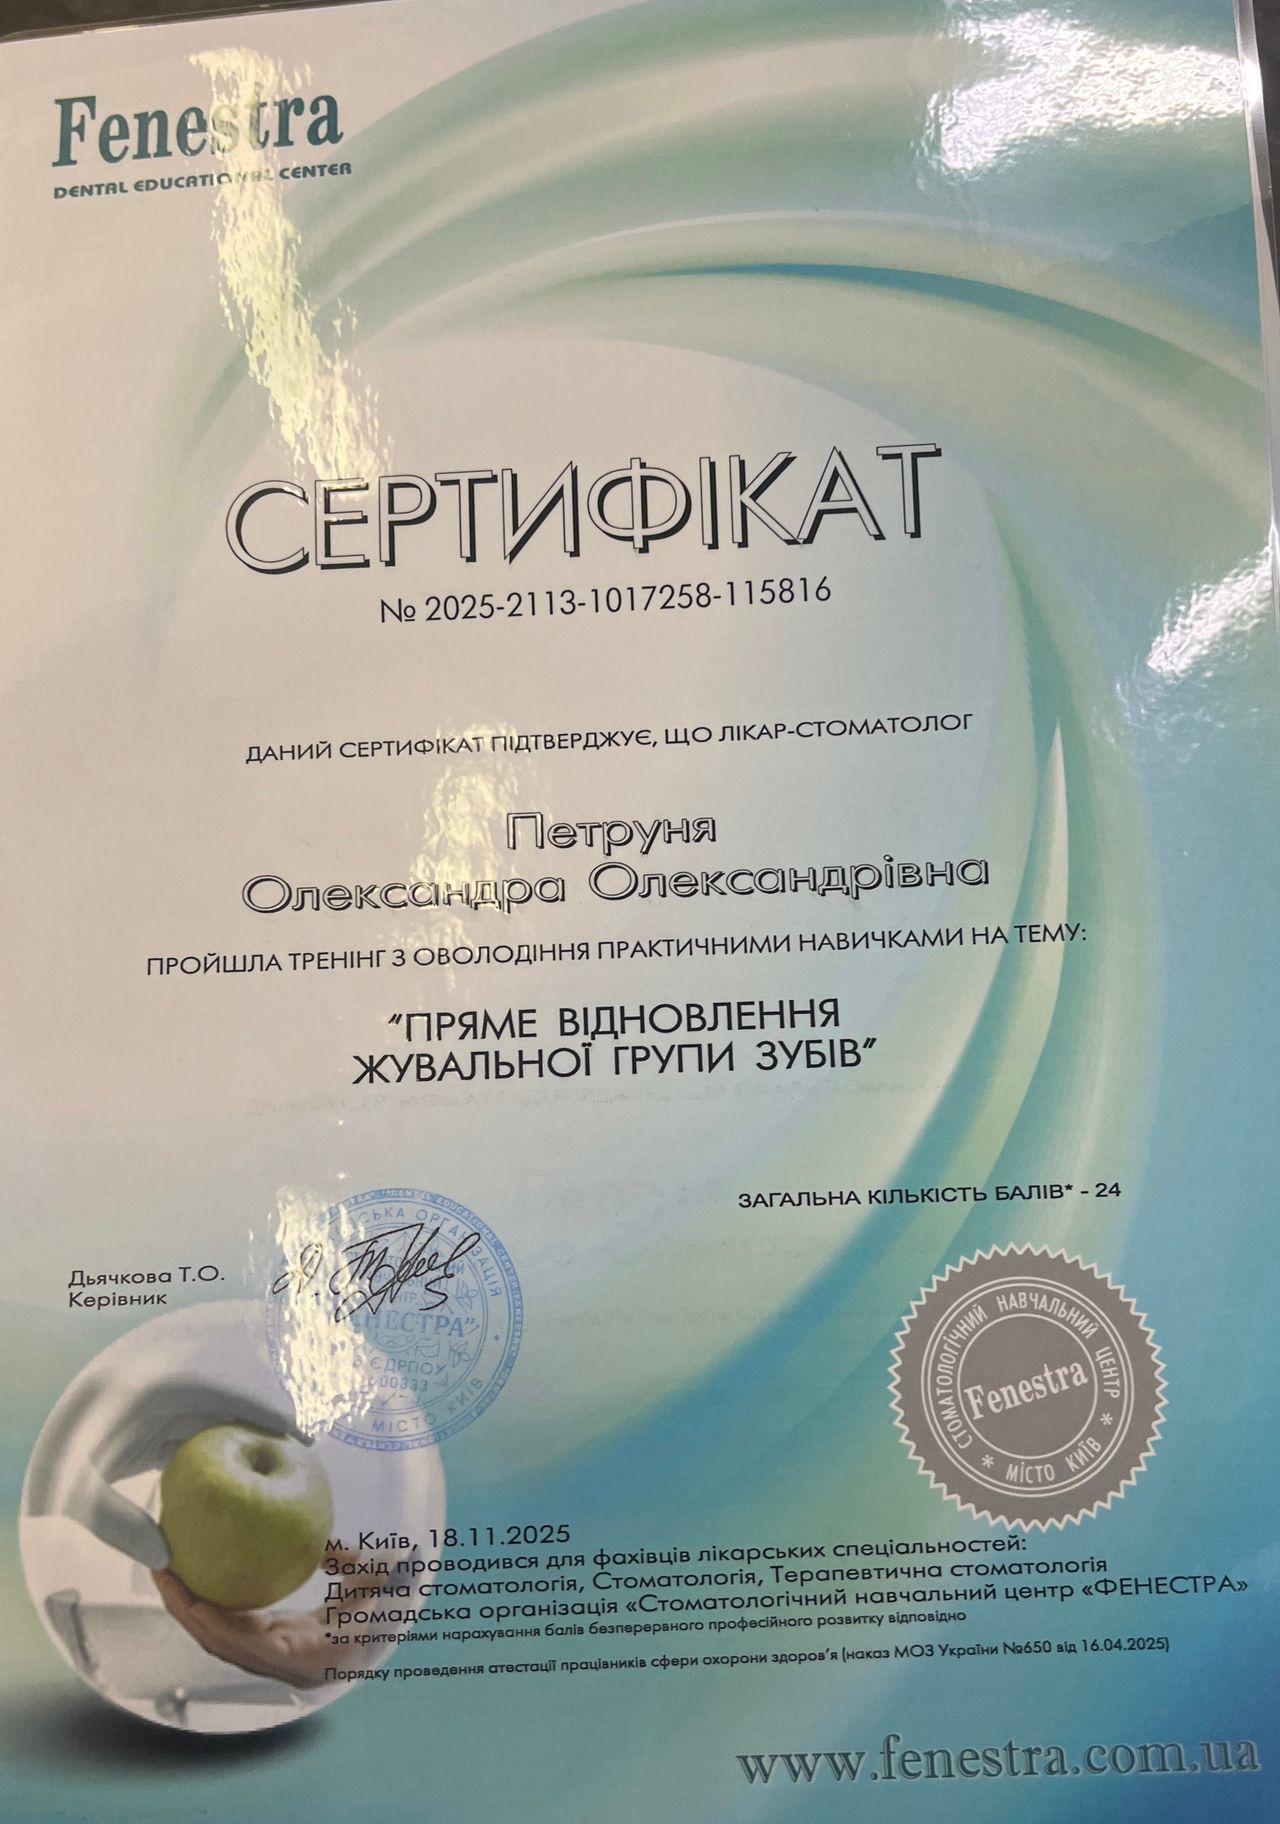 Fenestra
DENTAL EDUCATIONAL CENTER
СЕРТИФІКАТ
№ 2025-2113-1017258-115816
ДАНИЙ СЕРТИФІКАТ ПІДТВЕРДЖУЄ, ЩО ЛІКАР-СТОМАТОЛОГ
Петруня
Олександра Олександрівна
ПРОЙШЛА ТРЕНІНГ З ОВОЛОДІННЯ ПРАКТИЧНИМИ НАВИЧКАМИ НА ТЕМУ:
"ПРЯМЕ ВІДНОВЛЕННЯ
ЖУВАЛЬНОЇ ГРУПИ ЗУБІВ"
ЗАГАЛЬНА КІЛЬКІСТЬ БАЛІВ* - 24
Дьячкова Т.О.
Керівник
ОРГАНІЗАЦІЯ
ЄДРПОУ
МІСТО КИЇВ
СТОМАТОЛОГІЧНИЙ НАВЧАЛЬНИЙ ЦЕНТР
Fenestra
* МІСТО КИЇВ *
м. Київ, 18.11.2025
Захід проводився для фахівців лікарських спеціальностей:
Дитяча стоматологія, Стоматологія, Терапевтична стоматологія
Громадська організація «Стоматологічний навчальний центр «ФЕНЕСТРА»
*за критеріями нарахування балів безперервного професійного розвитку відповідно
Порядку проведення атестації працівників сфери охорони здоров'я (наказ МОЗ України №650 від 16.04.2025)
www.fenestra.com.ua